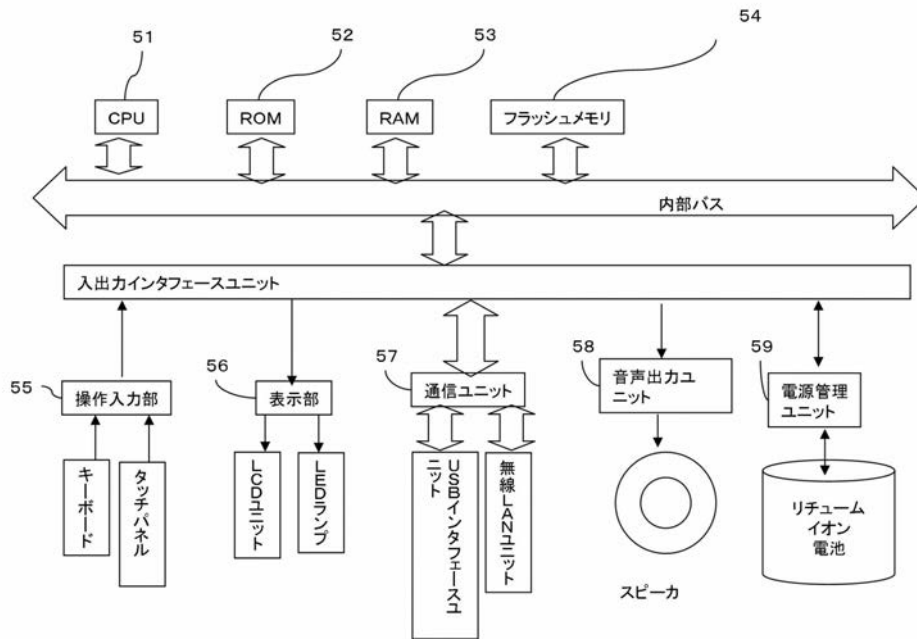 51
52
53
54
CPU
ROM
RAM
フラッシュメモリ
内部バス
入出力インタフェースユニット
55
操作入力部
56
表示部
57
通信ユニット
58
音声出力ユ
ニット
59
電源管理
ユニット
キーボード
タッチパネル
LCDユニット
LEDランプ
USBインタフェースユ
ニット
無線LANユニット
スピーカ
リチューム
イオン
電池